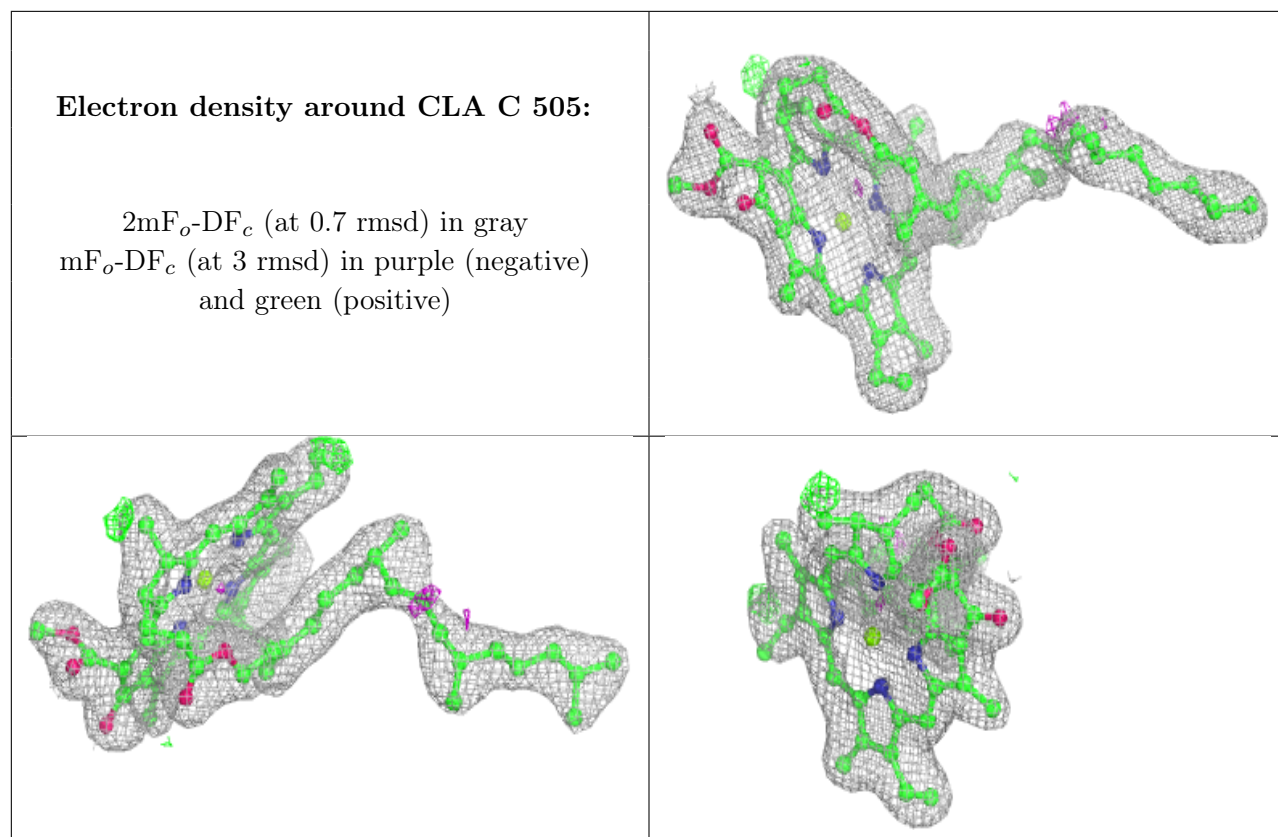 Electron density around CLA C 505:
2mFₒ-DF𝒸 (at 0.7 rmsd) in gray
mFₒ-DF𝒸 (at 3 rmsd) in purple (negative)
and green (positive)